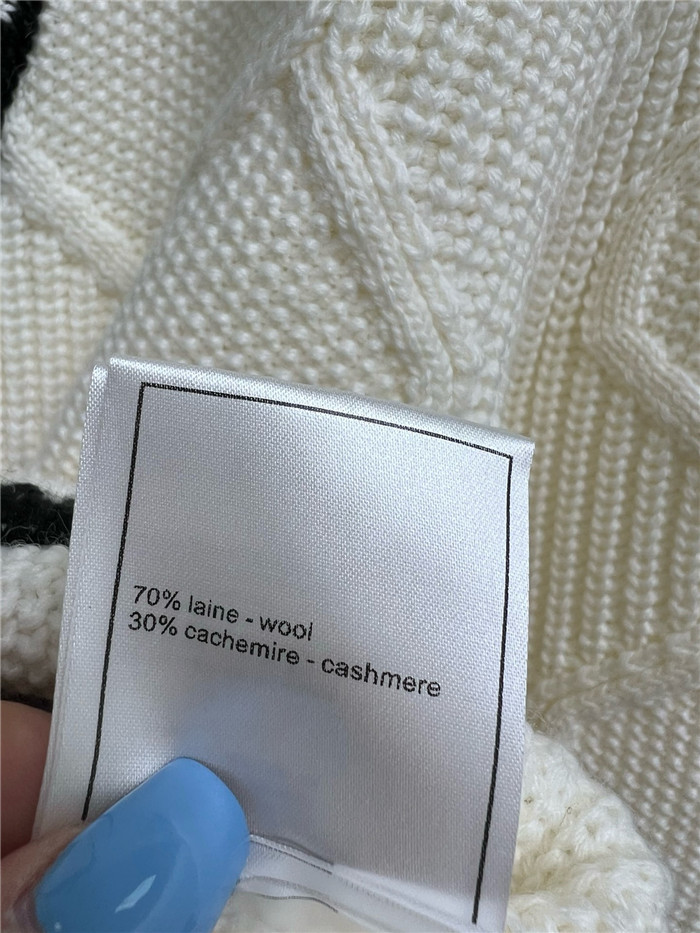 70% laine - wool
30% cachemire - cashmere